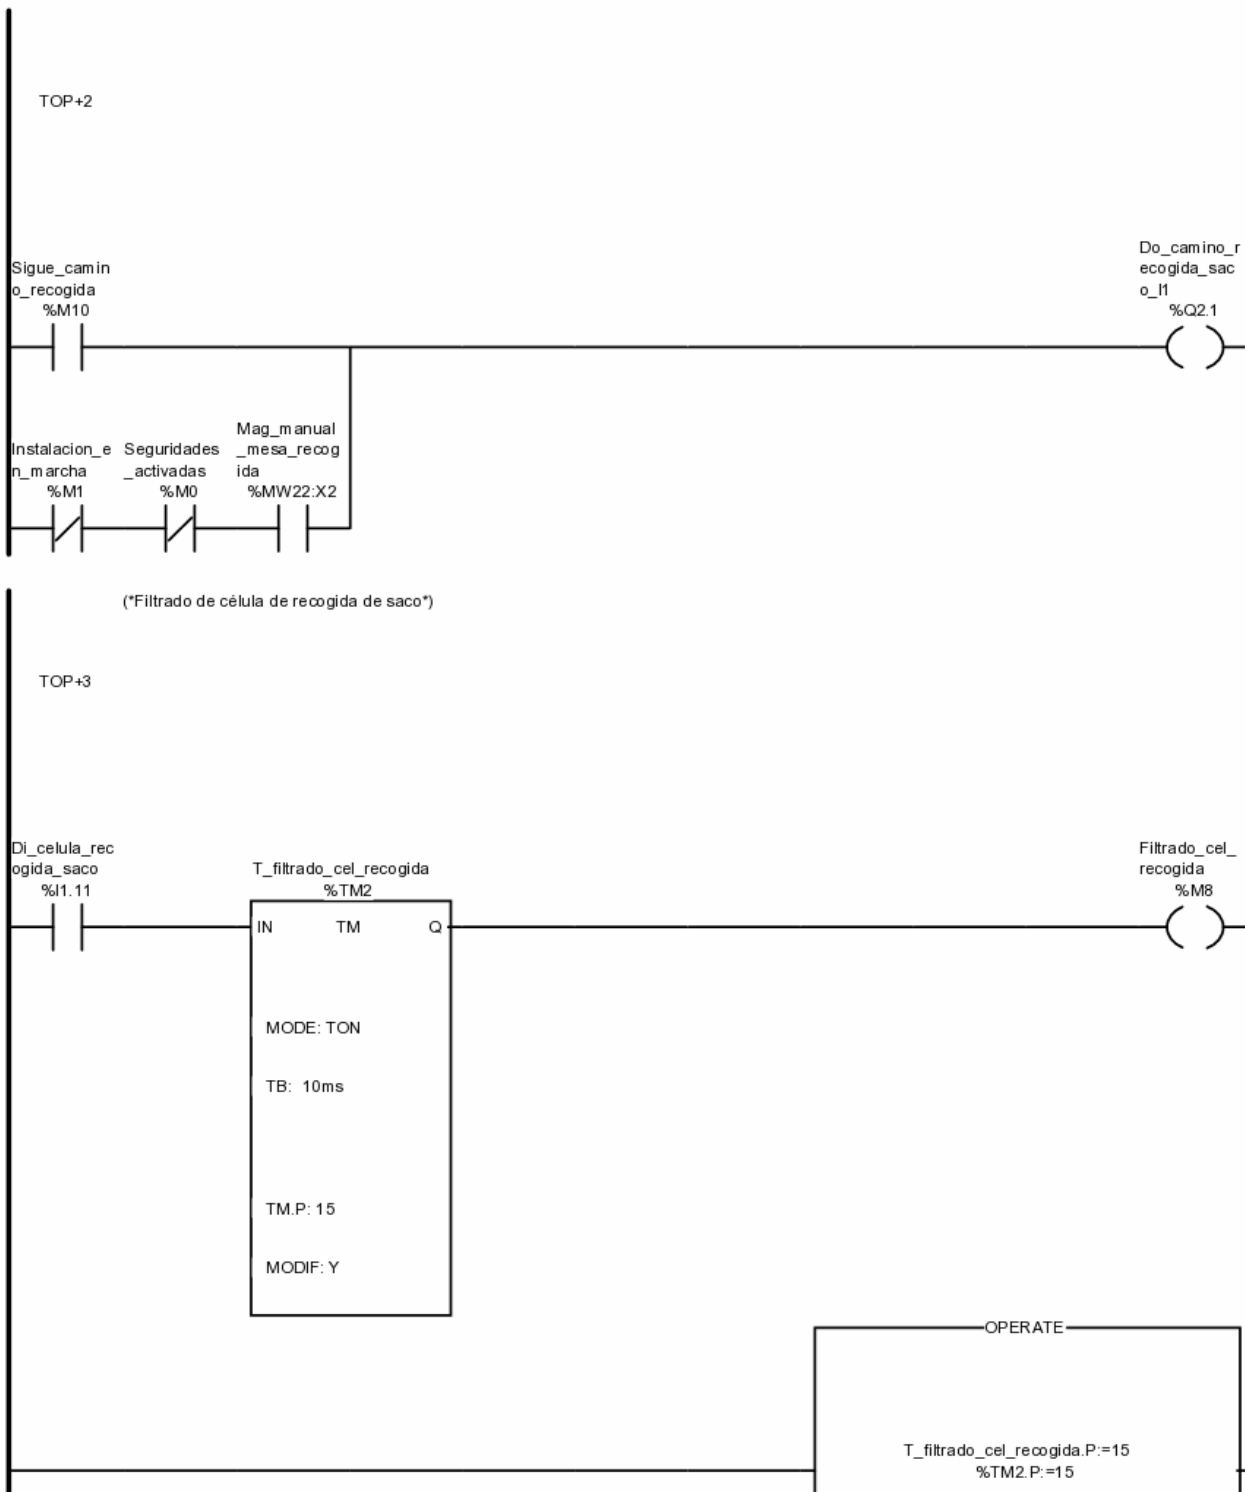 TOP+2
Do_camino_r
ecogida_sac
o_l1
%Q2.1
Sigue_camin
o_recogida
%M10
Instalacion_e
n_marcha
%M1
Seguridades
_activadas
%M0
Mag_manual
_mesa_recog
ida
%MW22:X2
(*Filtrado de célula de recogida de saco*)
TOP+3
Di_celula_rec
ogida_saco
%I1.11
T_filtrado_cel_recogida
%TM2
IN TM Q
MODE: TON
TB: 10ms
TM.P: 15
MODIF: Y
Filtrado_cel_
recogida
%M8
OPERATE
T_filtrado_cel_recogida.P:=15
%TM2.P:=15